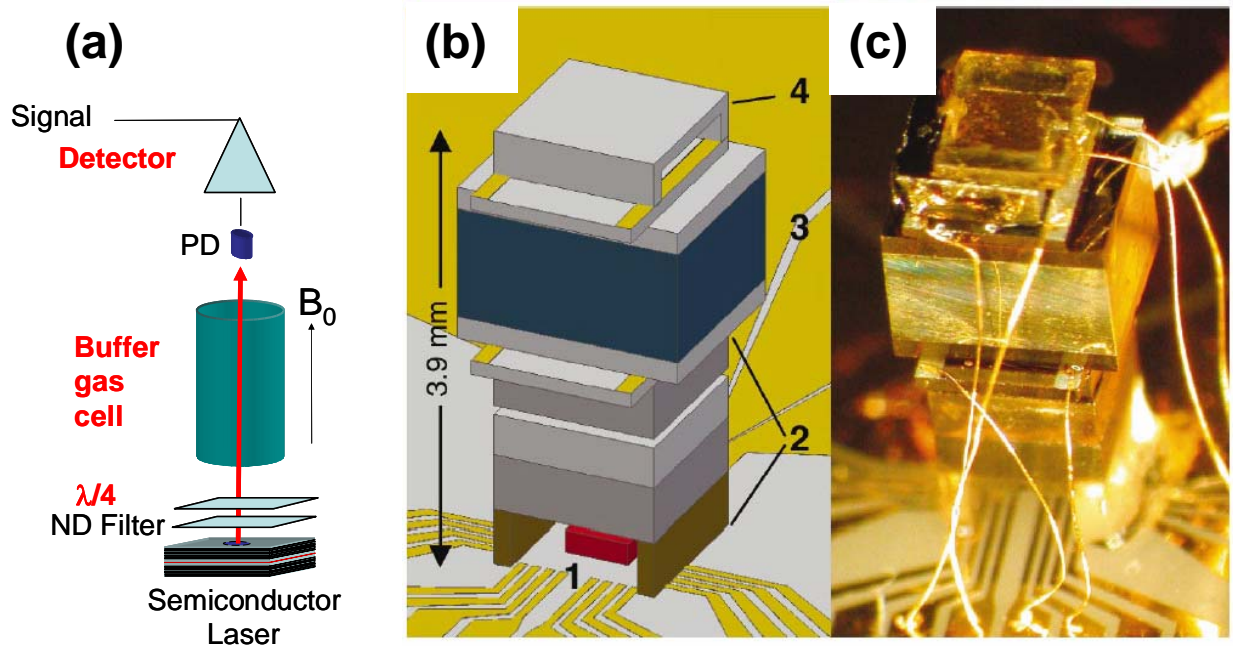 (a)
Signal
Detector
PD
B0
Buffer
gas
cell
λ/4
ND Filter
Semiconductor
Laser
(b)
4
3
3.9 mm
2
1
(c)